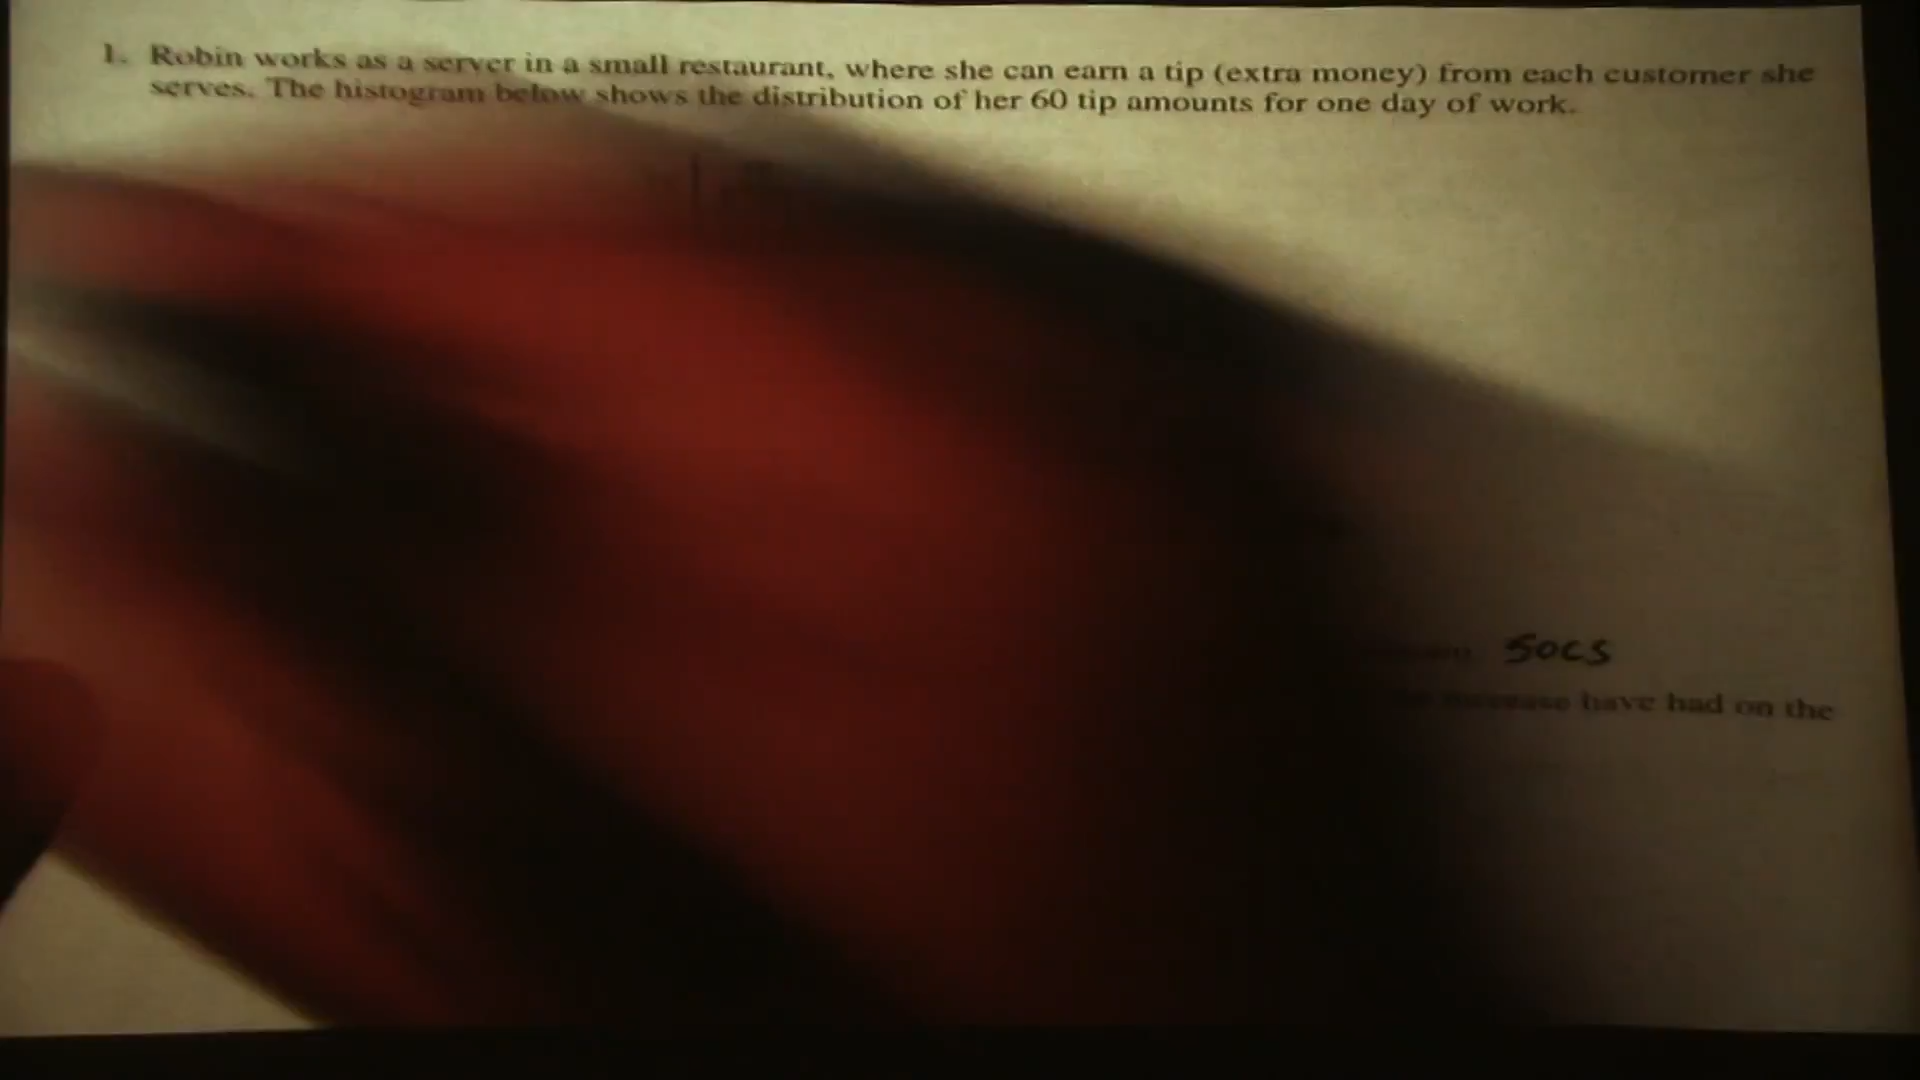 1. Robin works as a server in a small restaurant, where she can earn a tip (extra money) from each customer she
serves. The histogram below shows the distribution of her 60 tip amounts for one day of work.
SOCS
have had on the